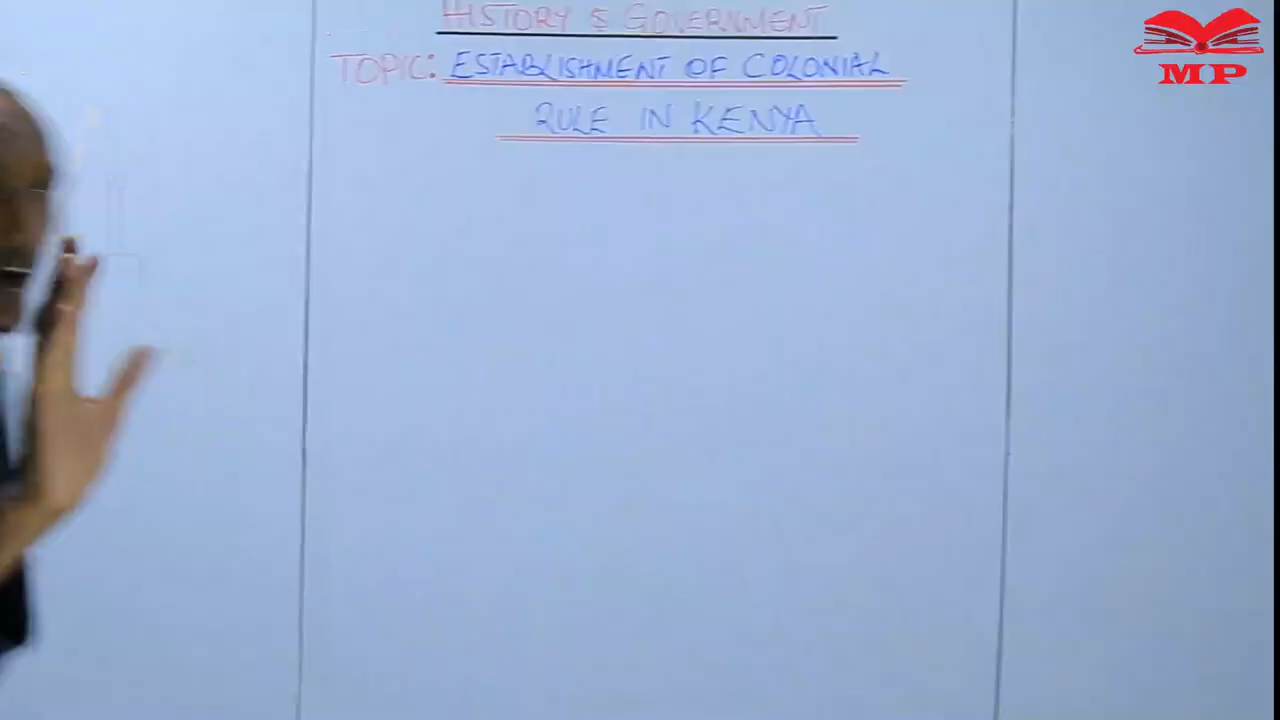 HISTORY & GOVERNMENT
TOPIC: ESTABLISHMENT OF COLONIAL
RULE IN KENYA
MP